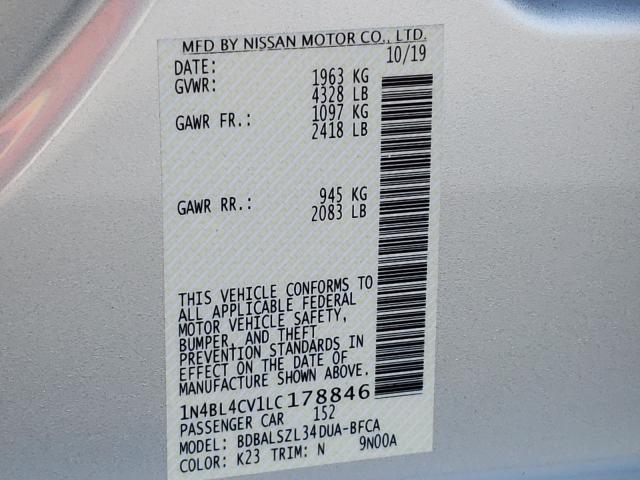 MFD BY NISSAN MOTOR CO., LTD.
DATE: 10/19
GVWR: 1963 KG
4328 LB
GAWR FR.: 1097 KG
2418 LB
GAWR RR.: 945 KG
2083 LB
THIS VEHICLE CONFORMS TO
ALL APPLICABLE FEDERAL
MOTOR VEHICLE SAFETY,
BUMPER, AND THEFT
PREVENTION STANDARDS IN
EFFECT ON THE DATE OF
MANUFACTURE SHOWN ABOVE.
1N4BL4CV1LC178846
PASSENGER CAR 152
MODEL: BDBALSZL34DUA-BFCA
COLOR: K23 TRIM: N 9N00A